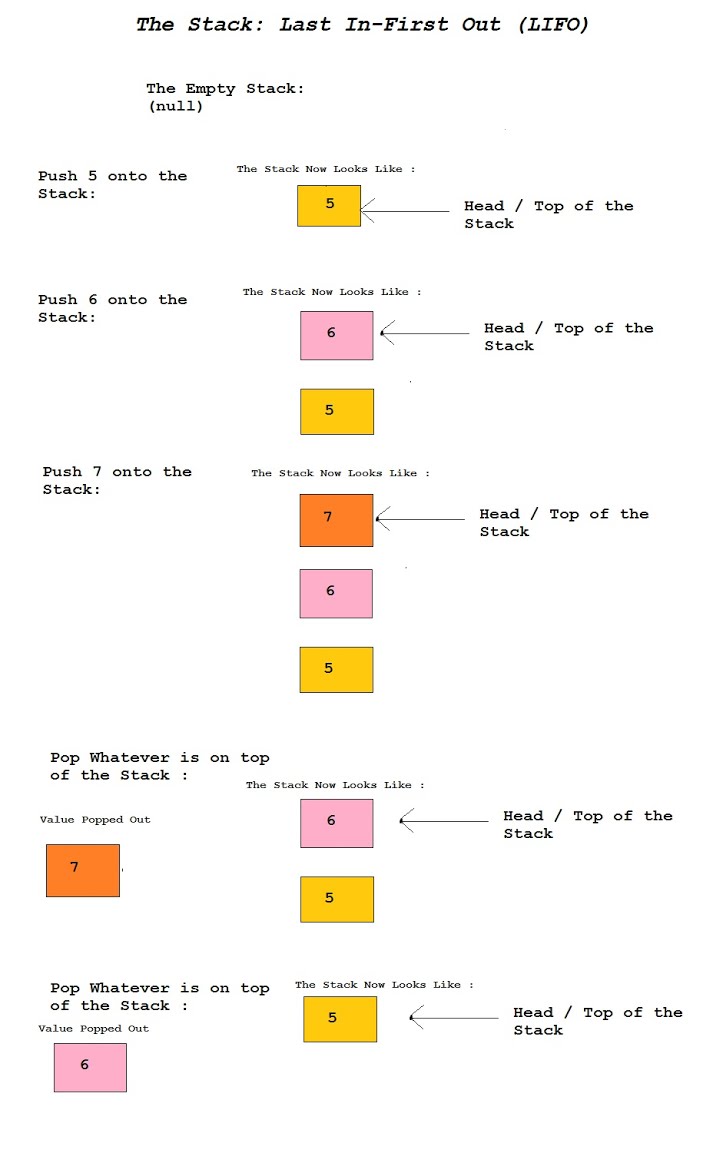 The Stack: Last In-First Out (LIFO)
The Empty Stack:
(null)
Push 5 onto the
Stack:
The Stack Now Looks Like :
5
Head / Top of the
Stack
Push 6 onto the
Stack:
The Stack Now Looks Like :
6
Head / Top of the
Stack
5
Push 7 onto the
Stack:
The Stack Now Looks Like :
7
Head / Top of the
Stack
6
5
Pop Whatever is on top
of the Stack :
The Stack Now Looks Like :
Value Popped Out
7
6
Head / Top of the
Stack
5
Pop Whatever is on top
of the Stack :
The Stack Now Looks Like :
Value Popped Out
6
5
Head / Top of the
Stack